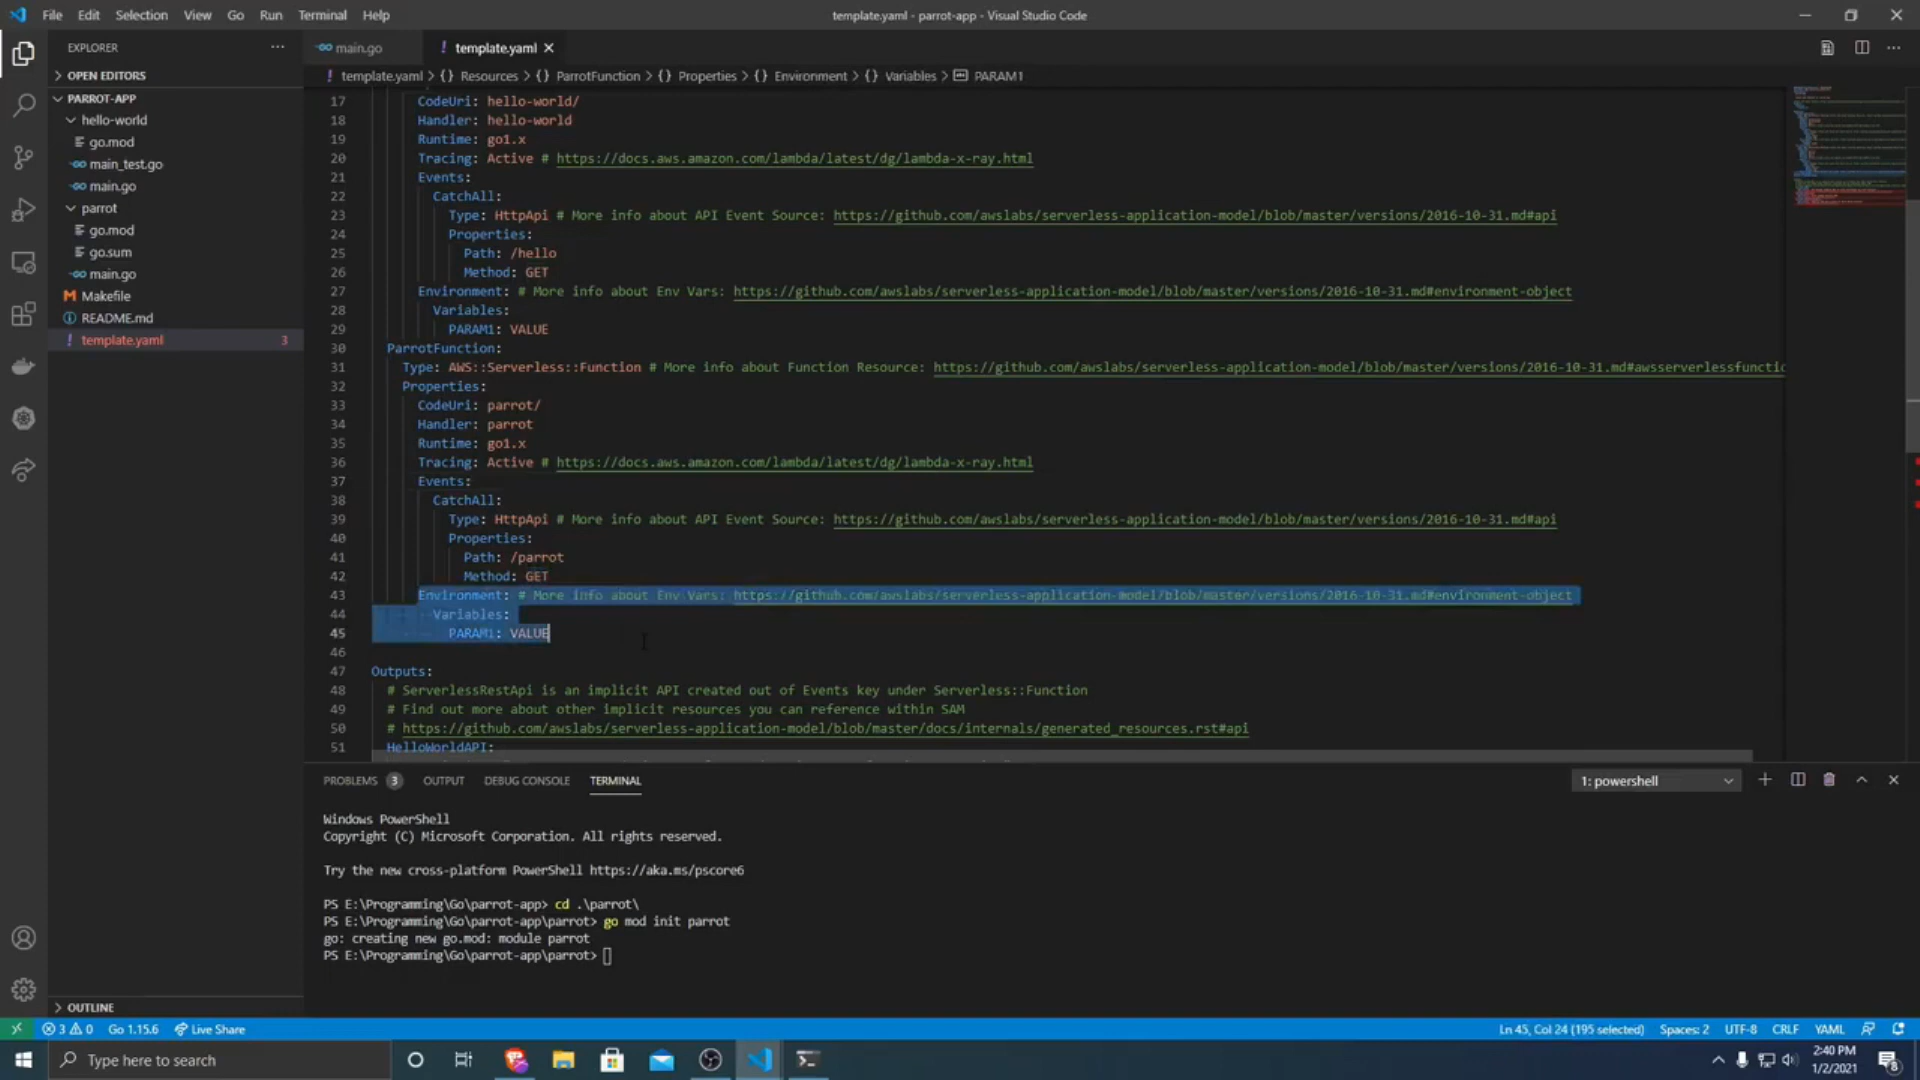 File Edit Selection View Go Run Terminal Help
template.yaml - parrot-app - Visual Studio Code
EXPLORER
OPEN EDITORS
PARROT-APP
hello-world
go.mod
main_test.go
main.go
parrot
go.mod
go.sum
main.go
Makefile
README.md
template.yaml 3
OUTLINE
main.go
template.yaml
template.yaml > {} Resources > {} ParrotFunction > {} Properties > {} Environment > {} Variables > PARAM1
17 CodeUri: hello-world/
18 Handler: hello-world
19 Runtime: go1.x
20 Tracing: Active # https://docs.aws.amazon.com/lambda/latest/dg/lambda-x-ray.html
21 Events:
22 CatchAll:
23 Type: HttpApi # More info about API Event Source: https://github.com/awslabs/serverless-application-model/blob/master/versions/2016-10-31.md#api
24 Properties:
25 Path: /hello
26 Method: GET
27 Environment: # More info about Env Vars: https://github.com/awslabs/serverless-application-model/blob/master/versions/2016-10-31.md#environment-object
28 Variables:
29 PARAM1: VALUE
30 ParrotFunction:
31 Type: AWS::Serverless::Function # More info about Function Resource: https://github.com/awslabs/serverless-application-model/blob/master/versions/2016-10-31.md#awsserverlessfunctio
32 Properties:
33 CodeUri: parrot/
34 Handler: parrot
35 Runtime: go1.x
36 Tracing: Active # https://docs.aws.amazon.com/lambda/latest/dg/lambda-x-ray.html
37 Events:
38 CatchAll:
39 Type: HttpApi # More info about API Event Source: https://github.com/awslabs/serverless-application-model/blob/master/versions/2016-10-31.md#api
40 Properties:
41 Path: /parrot
42 Method: GET
43 Environment: # More info about Env Vars: https://github.com/awslabs/serverless-application-model/blob/master/versions/2016-10-31.md#environment-object
44 Variables:
45 PARAM1: VALUE
46
47 Outputs:
48 # ServerlessRestApi is an implicit API created out of Events key under Serverless::Function
49 # Find out more about other implicit resources you can reference within SAM
50 # https://github.com/awslabs/serverless-application-model/blob/master/docs/internals/generated_resources.rst#api
51 HelloWorldAPI:
PROBLEMS 3 OUTPUT DEBUG CONSOLE TERMINAL
1: powershell
Windows PowerShell
Copyright (C) Microsoft Corporation. All rights reserved.
Try the new cross-platform PowerShell https://aka.ms/pscore6
PS E:\Programming\Go\parrot-app> cd .\parrot\
PS E:\Programming\Go\parrot-app\parrot> go mod init parrot
go: creating new go.mod: module parrot
PS E:\Programming\Go\parrot-app\parrot>
3 0 Go 1.15.6 Live Share
Ln 45, Col 24 (195 selected) Spaces: 2 UTF-8 CRLF YAML
Type here to search
2:40 PM
1/2/2021
8